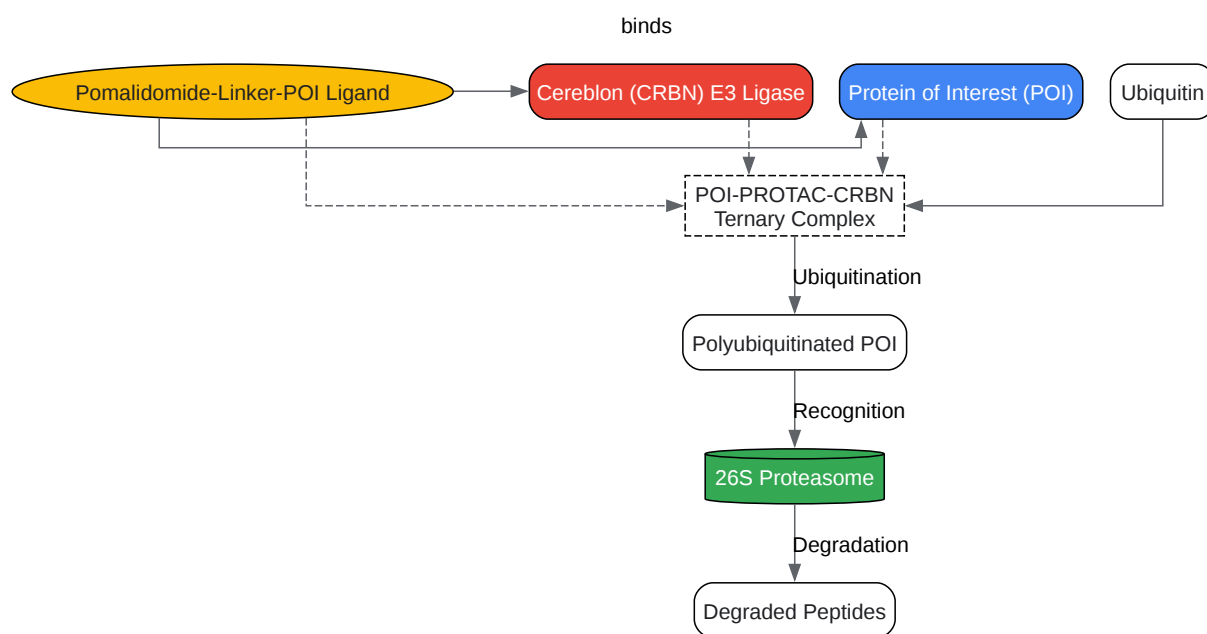 binds
Pomalidomide-Linker-POI Ligand
Cereblon (CRBN) E3 Ligase
Protein of Interest (POI)
Ubiquitin
POI-PROTAC-CRBN
Ternary Complex
Ubiquitination
Polyubiquitinated POI
Recognition
26S Proteasome
Degradation
Degraded Peptides